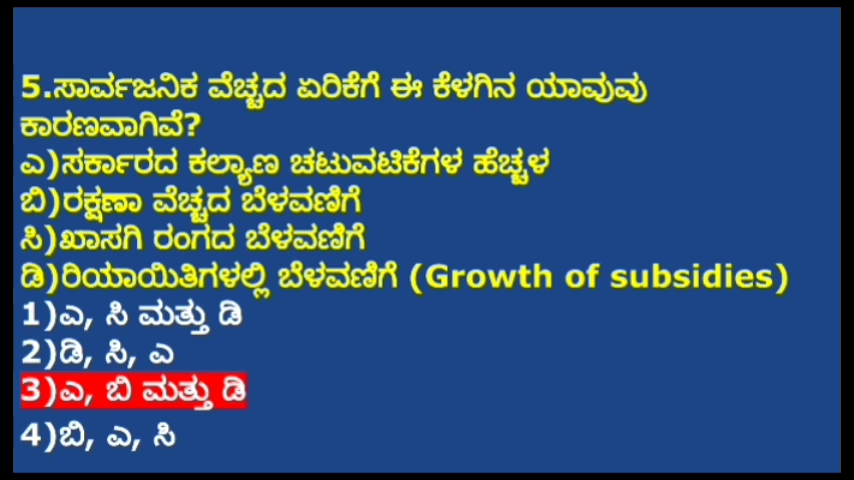 5.ಸಾರ್ವಜನಿಕ ವೆಚ್ಚದ ಏರಿಕೆಗೆ ಈ ಕೆಳಗಿನ ಯಾವುವು
ಕಾರಣವಾಗಿವೆ?
ಎ)ಸರ್ಕಾರದ ಕಲ್ಯಾಣ ಚಟುವಟಿಕೆಗಳ ಹೆಚ್ಚಳ
ಬಿ)ರಕ್ಷಣಾ ವೆಚ್ಚದ ಬೆಳವಣಿಗೆ
ಸಿ)ಖಾಸಗಿ ರಂಗದ ಬೆಳವಣಿಗೆ
ಡಿ)ರಿಯಾಯಿತಿಗಳಲ್ಲಿ ಬೆಳವಣಿಗೆ (Growth of subsidies)
1)ಎ, ಸಿ ಮತ್ತು ಡಿ
2)ಡಿ, ಸಿ, ಎ
3)ಎ, ಬಿ ಮತ್ತು ಡಿ
4)ಬಿ, ಎ, ಸಿ